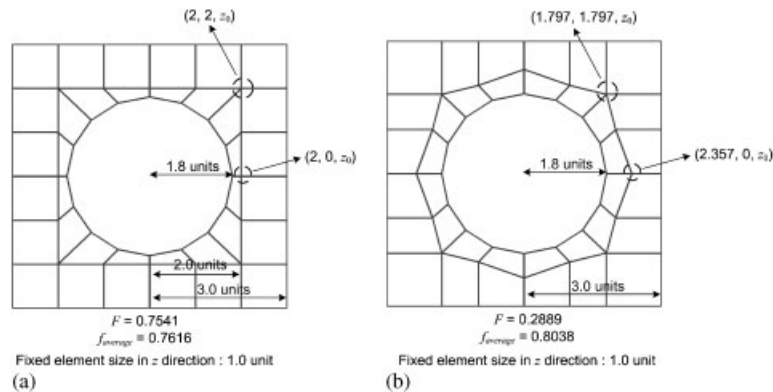 (2, 2, z₀)
(2, 0, z₀)
1.8 units
2.0 units
3.0 units
F = 0.7541
f_average = 0.7616
Fixed element size in z direction : 1.0 unit
(a)
(1.797, 1.797, z₀)
(2.357, 0, z₀)
1.8 units
3.0 units
F = 0.2889
f_average = 0.8038
Fixed element size in z direction : 1.0 unit
(b)